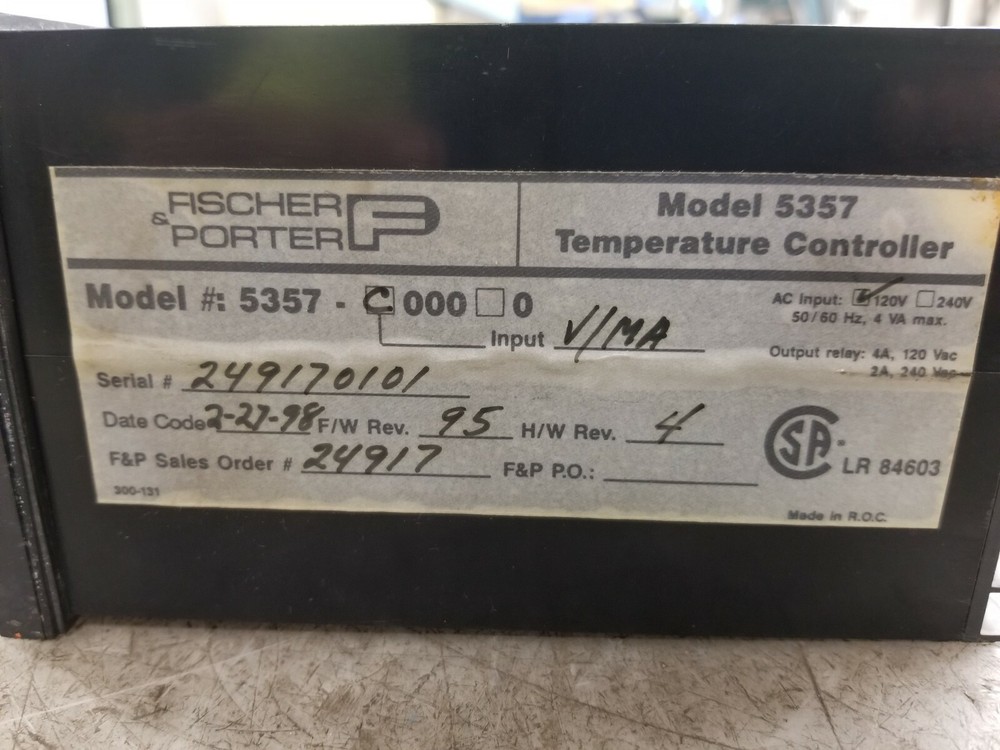 FISCHER
& PORTER
Model 5357
Temperature Controller
Model #: 5357 - C 000 0
Input V/MA
AC Input: 120V 240V
50/60 Hz, 4 VA max.
Output relay: 4A, 120 Vac
2A, 240 Vac
Serial # 249170101
Date Code 2-27-98 F/W Rev. 95 H/W Rev. 4
F&P Sales Order # 24917 F&P P.O.:
SA
LR 84603
300-131
Made in R.O.C.